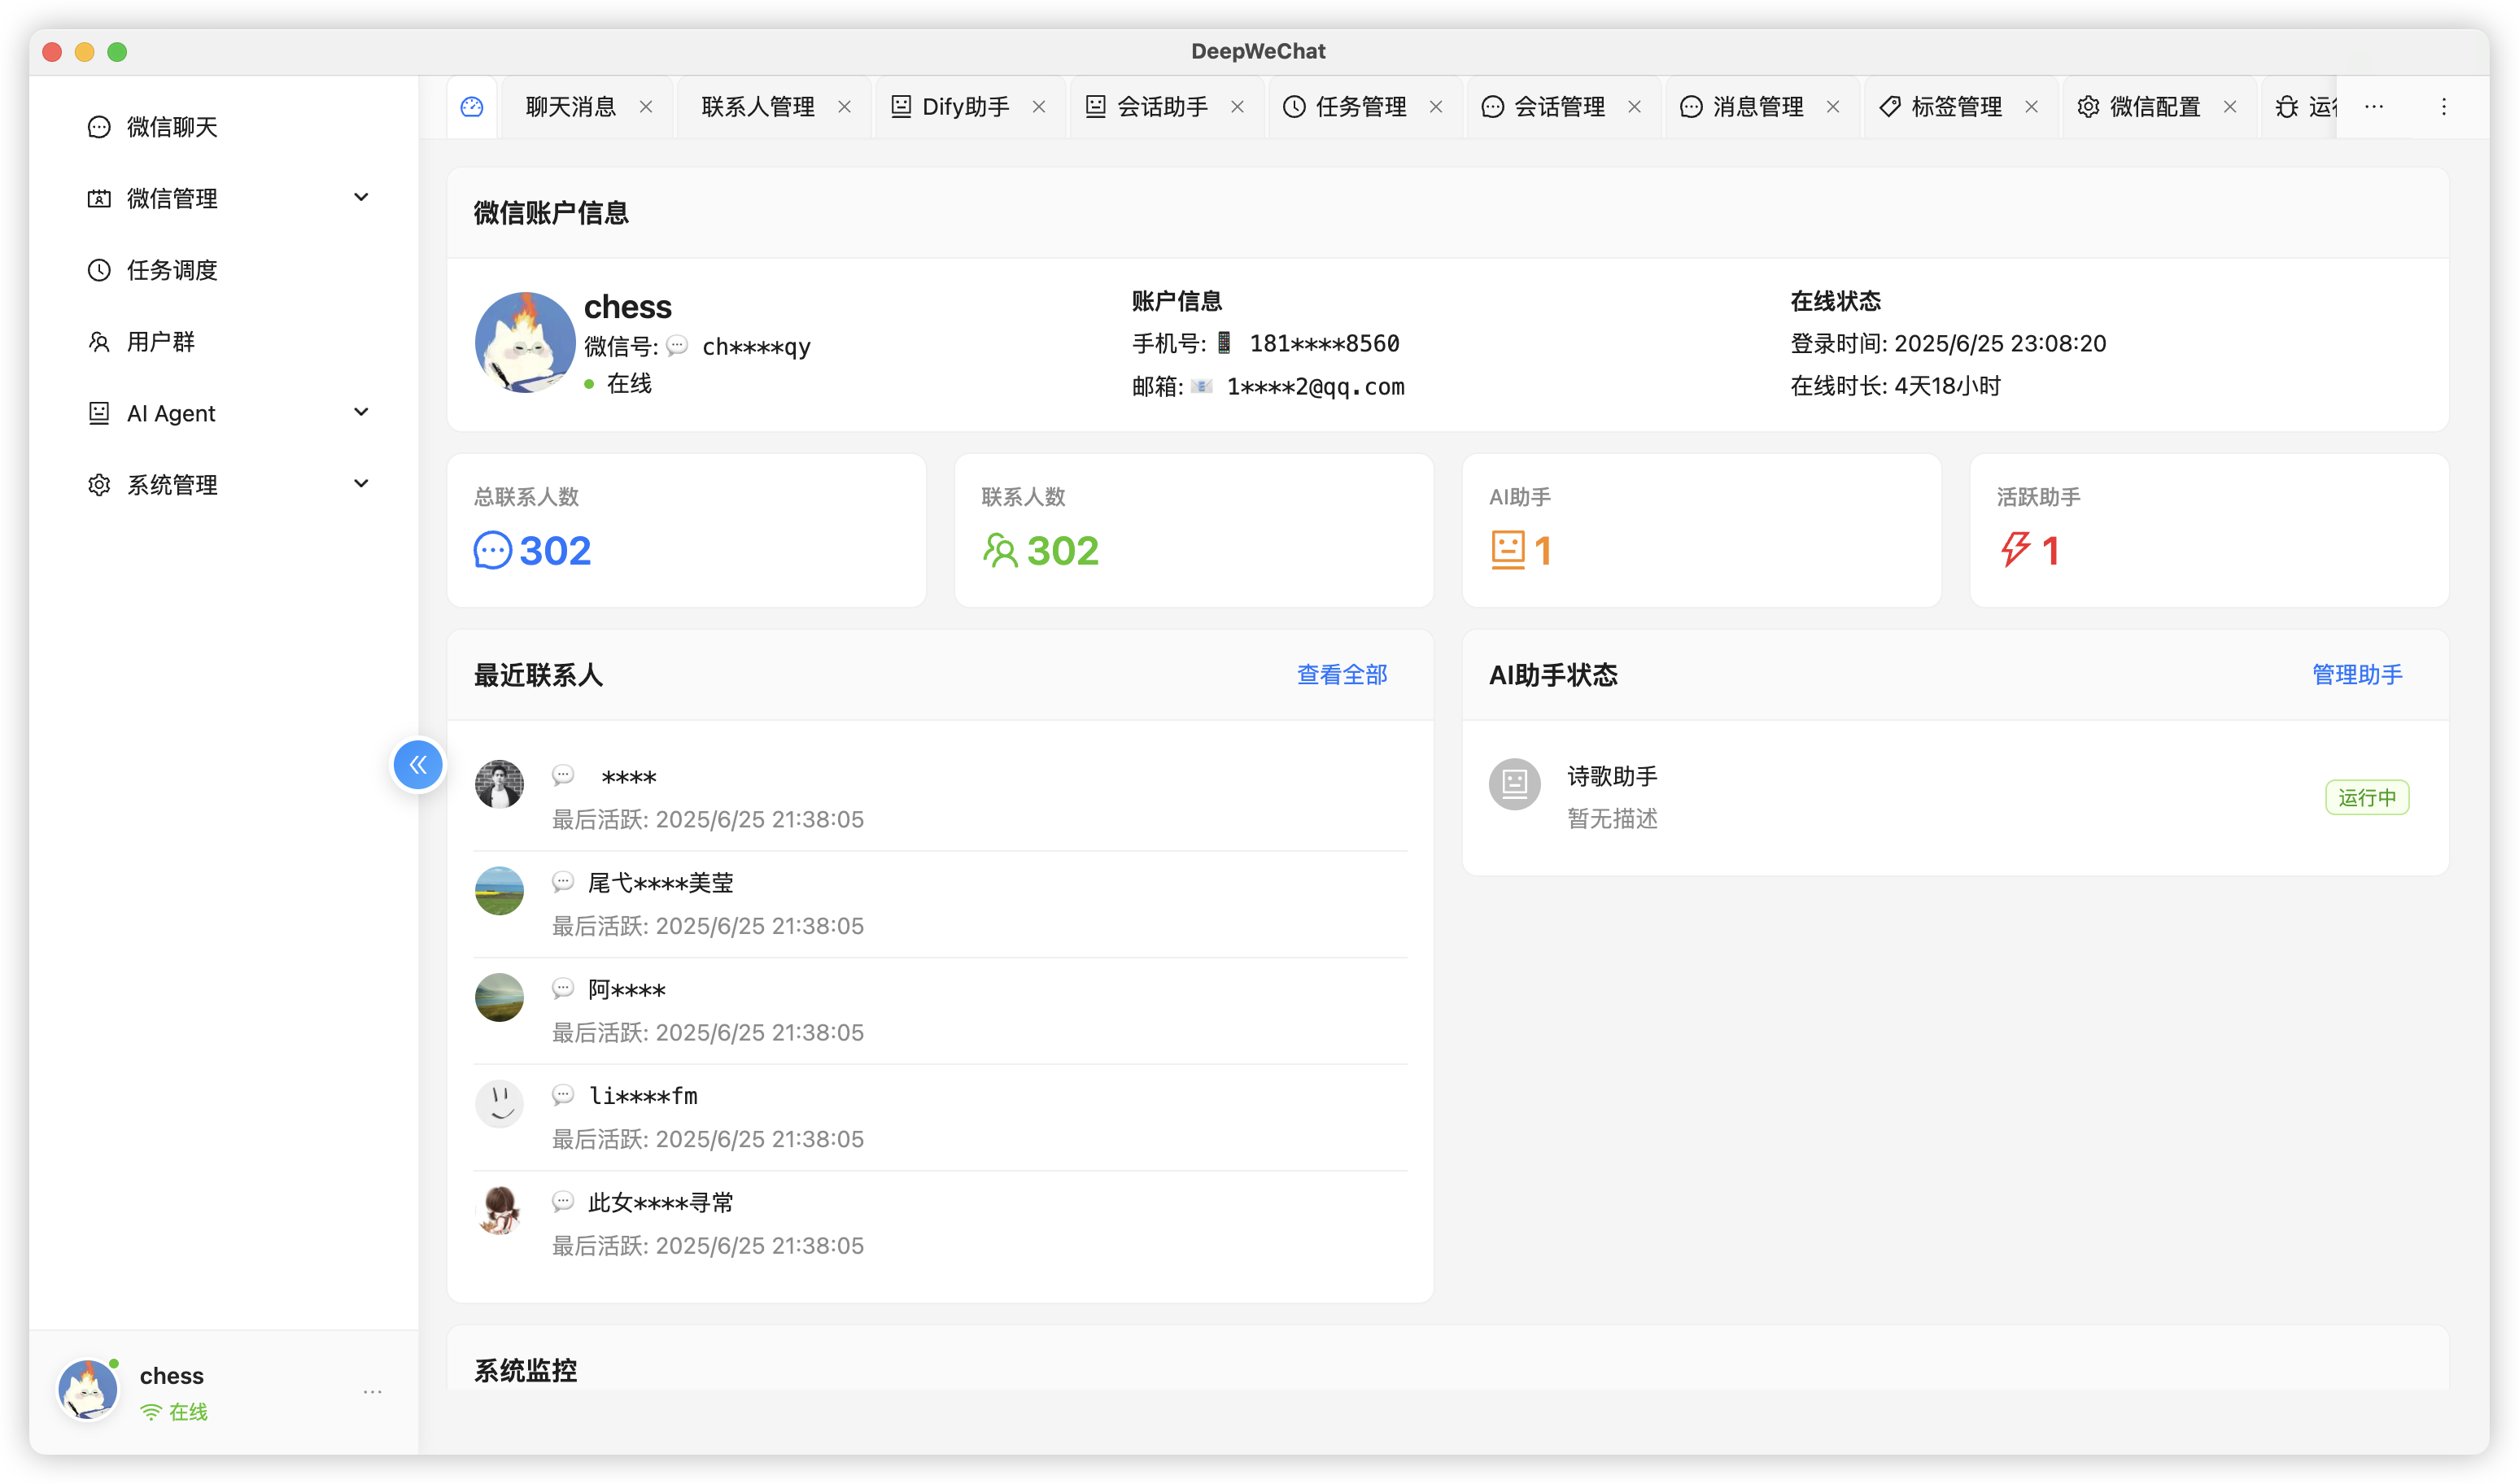 DeepWeChat
微信聊天
微信管理
任务调度
用户群
AI Agent
系统管理
聊天消息
联系人管理
Dify助手
会话助手
任务管理
会话管理
消息管理
标签管理
微信配置
微信账户信息
chess
微信号: ch****qy
在线
账户信息
手机号: 181****8560
邮箱: 1****2@qq.com
在线状态
登录时间: 2025/6/25 23:08:20
在线时长: 4天18小时
总联系人数
302
联系人数
302
AI助手
1
活跃助手
1
最近联系人 查看全部
****
最后活跃: 2025/6/25 21:38:05
尾弋****美莹
最后活跃: 2025/6/25 21:38:05
阿****
最后活跃: 2025/6/25 21:38:05
li****fm
最后活跃: 2025/6/25 21:38:05
此女****寻常
最后活跃: 2025/6/25 21:38:05
AI助手状态 管理助手
诗歌助手
暂无描述
运行中
系统监控
chess
在线